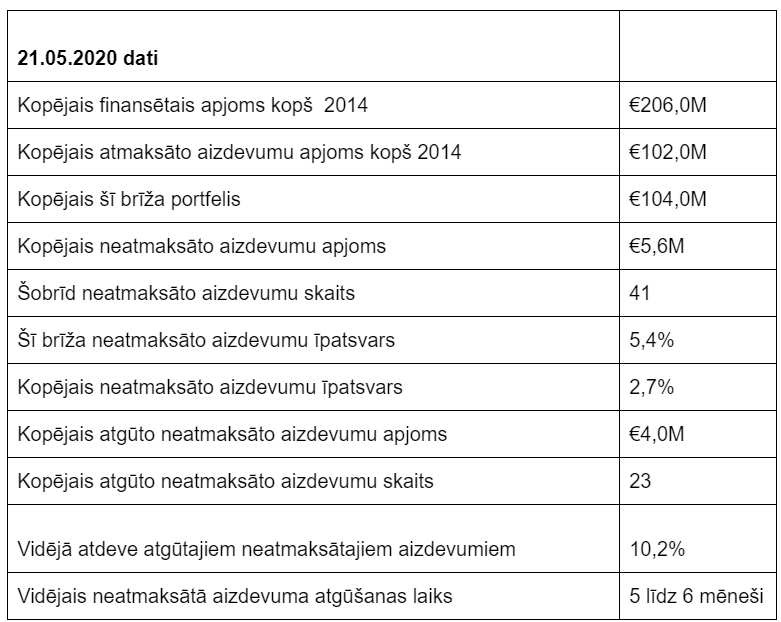 21.05.2020 dati
Kopējais finansētais apjoms kopš 2014 €206,0M
Kopējais atmaksāto aizdevumu apjoms kopš 2014 €102,0M
Kopējais šī brīža portfelis €104,0M
Kopējais neatmaksāto aizdevumu apjoms €5,6M
Šobrīd neatmaksāto aizdevumu skaits 41
Šī brīža neatmaksāto aizdevumu īpatsvars 5,4%
Kopējais neatmaksāto aizdevumu īpatsvars 2,7%
Kopējais atgūto neatmaksāto aizdevumu apjoms €4,0M
Kopējais atgūto neatmaksāto aizdevumu skaits 23
Vidējā atdeve atgūtajiem neatmaksātajiem aizdevumiem 10,2%
Vidējais neatmaksātā aizdevuma atgūšanas laiks 5 līdz 6 mēneši